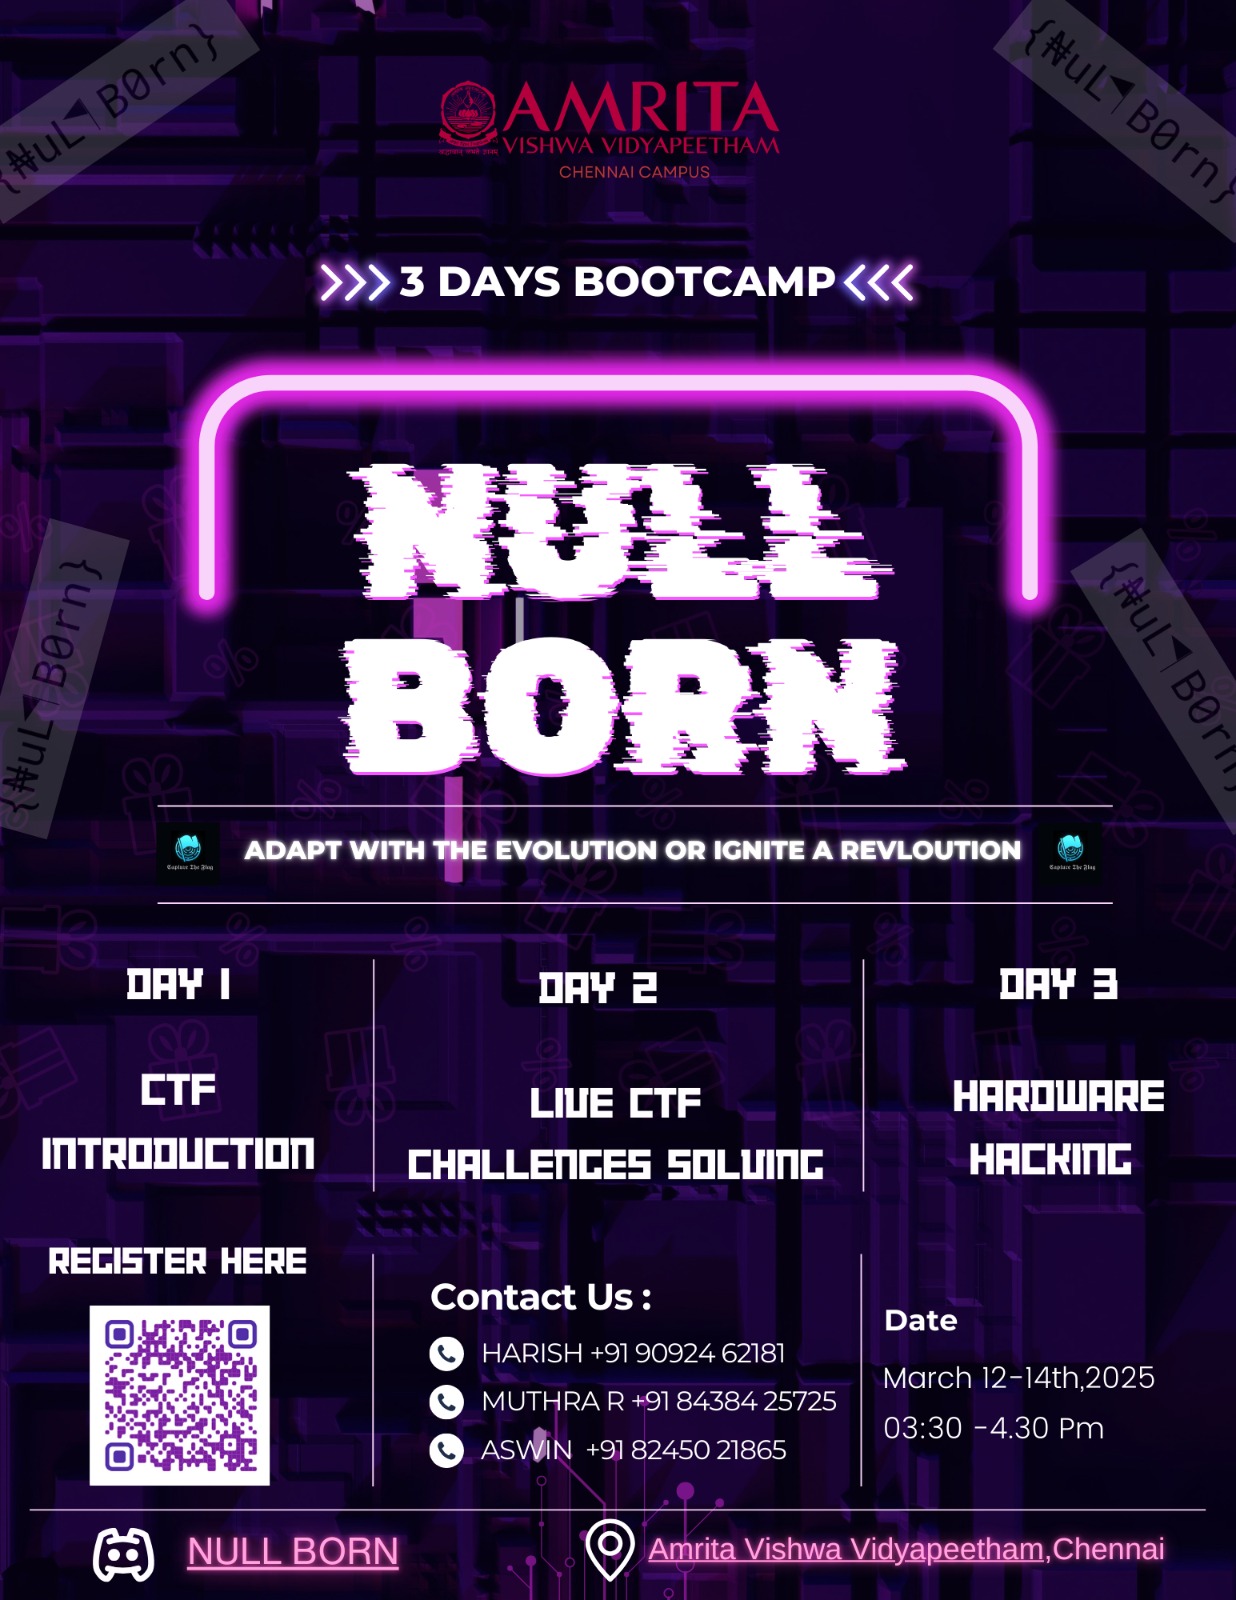 {₦uL◥B0rn}
{₦uL◥B0rn}
AMRITA
VISHWA VIDYAPEETHAM
CHENNAI CAMPUS
3 DAYS BOOTCAMP
NULL
BORN
{₦uL◥B0rn}
{₦uL◥B0rn}
Capture The Flag
ADAPT WITH THE EVOLUTION OR IGNITE A REVLOUTION
Capture The Flag
DAY 1
CTF
INTRODUCTION
DAY 2
LIVE CTF
CHALLENGES SOLVING
DAY 3
HARDWARE
HACKING
REGISTER HERE
Contact Us :
HARISH +91 90924 62181
MUTHRA R +91 84384 25725
ASWIN +91 82450 21865
Date
March 12-14th,2025
03:30 -4.30 Pm
NULL BORN
Amrita Vishwa Vidyapeetham,Chennai